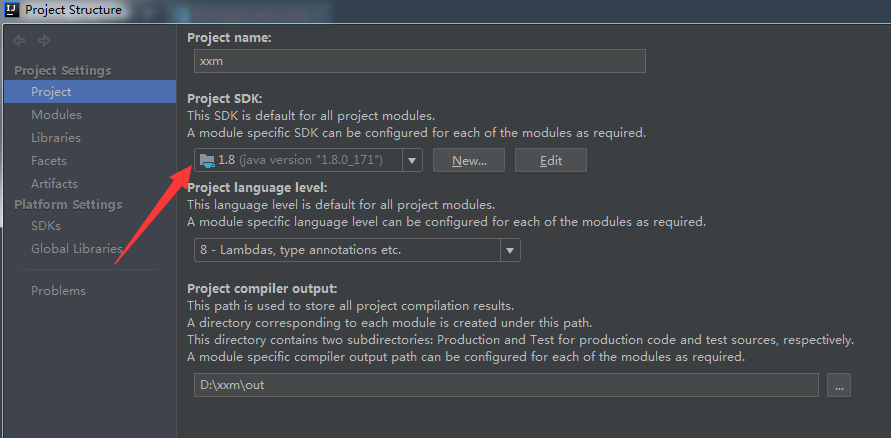 IJ Project Structure
Project Settings
Project
Modules
Libraries
Facets
Artifacts
Platform Settings
SDKs
Global Libraries
Problems
Project name:
xxm
Project SDK:
This SDK is default for all project modules.
A module specific SDK can be configured for each of the modules as required.
1.8 (java version "1.8.0_171") New... Edit
Project language level:
This language level is default for all project modules.
A module specific language level can be configured for each of the modules as required.
8 - Lambdas, type annotations etc.
Project compiler output:
This path is used to store all project compilation results.
A directory corresponding to each module is created under this path.
This directory contains two subdirectories: Production and Test for production code and test sources, respectively.
A module specific compiler output path can be configured for each of the modules as required.
D:\xxm\out ...